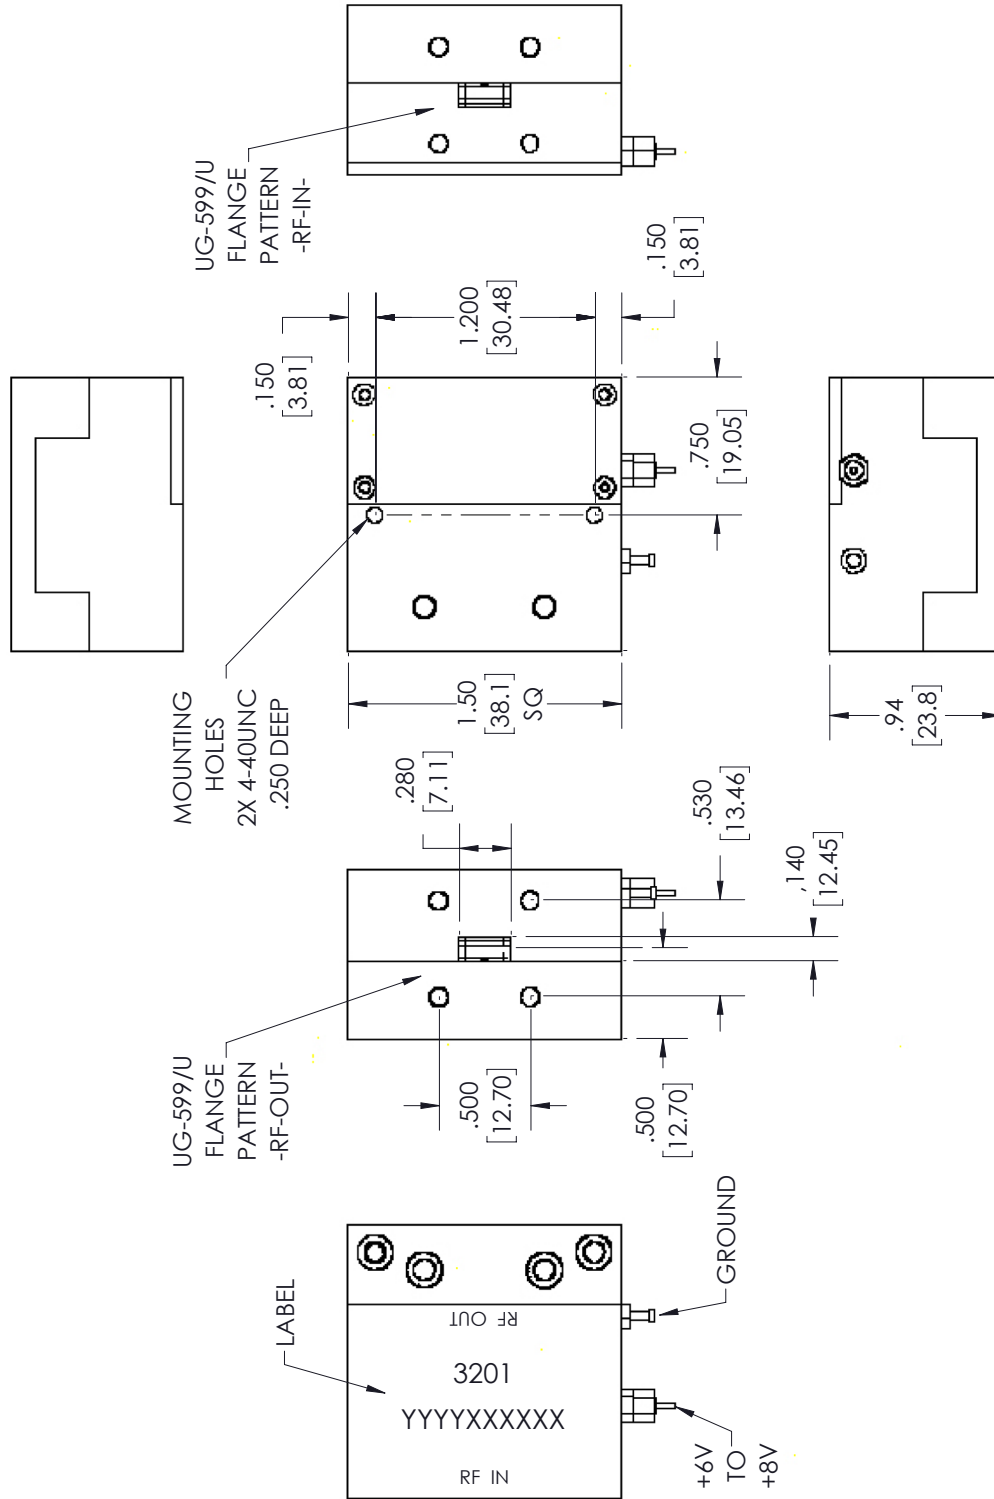 UG-599/U
FLANGE
PATTERN
-RF-IN-
.150
[3.81]
1.200
[30.48]
.150
[3.81]
.750
[19.05]
MOUNTING
HOLES
2X 4-40UNC
.250 DEEP
1.50
[38.1]
SQ
.94
[23.8]
.280
[7.11]
.530
[13.46]
,140
[12.45]
UG-599/U
FLANGE
PATTERN
-RF-OUT-
.500
[12.70]
.500
[12.70]
LABEL
RF OUT
3201
YYYYXXXXXX
RF IN
GROUND
+6V
TO
+8V